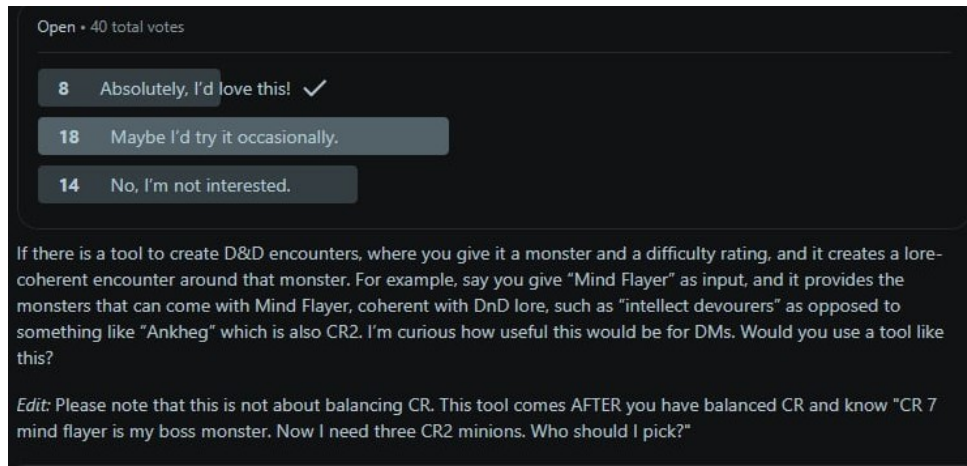 Open • 40 total votes
8 Absolutely, I'd love this!
18 Maybe I'd try it occasionally.
14 No, I'm not interested.
If there is a tool to create D&D encounters, where you give it a monster and a difficulty rating, and it creates a lore-
coherent encounter around that monster. For example, say you give “Mind Flayer” as input, and it provides the
monsters that can come with Mind Flayer, coherent with DnD lore, such as “intellect devourers” as opposed to
something like “Ankheg” which is also CR2. I'm curious how useful this would be for DMs. Would you use a tool like
this?
Edit: Please note that this is not about balancing CR. This tool comes AFTER you have balanced CR and know "CR 7
mind flayer is my boss monster. Now I need three CR2 minions. Who should I pick?"